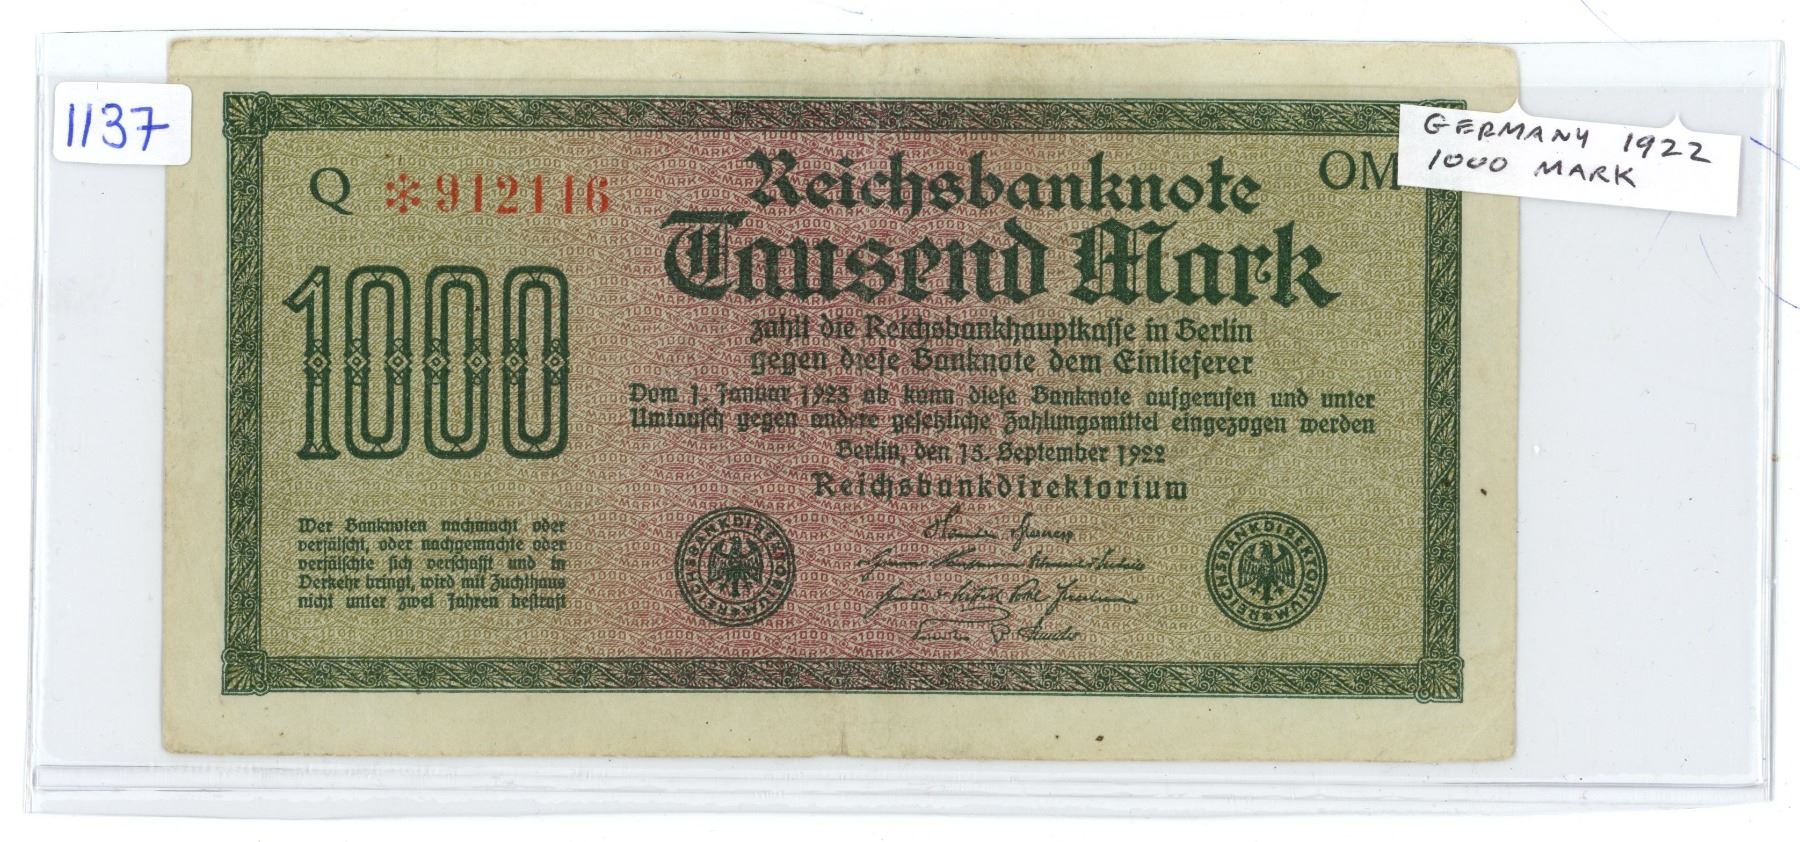 1137
GERMANY 1922
1000 MARK
Q *912116
OM
Reichsbanknote
Tausend Mark
1000
zahlt die Reichsbankhauptkasse in Berlin
gegen diese Banknote dem Einlieferer
Vom 1. Januar 1923 ab kann diese Banknote aufgerufen und unter
Umtausch gegen andere gesetzliche Zahlungsmittel eingezogen werden
Berlin, den 15. September 1922
Reichsbankdirektorium
Wer Banknoten nachmacht oder
verfälscht, oder nachgemachte oder
verfälschte sich verschafft und in
Verkehr bringt, wird mit Zuchthaus
nicht unter zwei Jahren bestraft
REICHSBANKDIREKTORIUM
REICHSBANKDIREKTORIUM